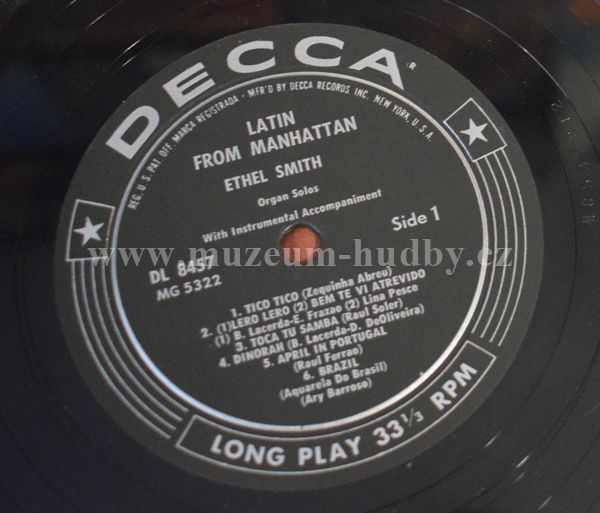 DECCA®
REG. U. S. PAT. OFF. MARCA REGISTRADA - MFR'D BY DECCA RECORDS, INC. NEW YORK, U. S. A.
LATIN
FROM MANHATTAN
ETHEL SMITH
Organ Solos
With Instrumental Accompaniment
Side 1
DL 8457
MG 5322
www.muzeum-hudby.cz
1. TICO TICO (Zequinha Abreu)
2. (1)LERO LERO (2) BEM TE VI ATREVIDO
(1) B. Lacerda-E. Frazao (2) Lina Pesce
3. TOCA TU SAMBA (Raul Soler)
4. DINORAH (B. Lacerda-D. DeOliveira)
5. APRIL IN PORTUGAL
(Raul Ferrao)
6. BRAZIL
(Aquarela Do Brasil)
(Ary Barroso)
LONG PLAY 33⅓ RPM